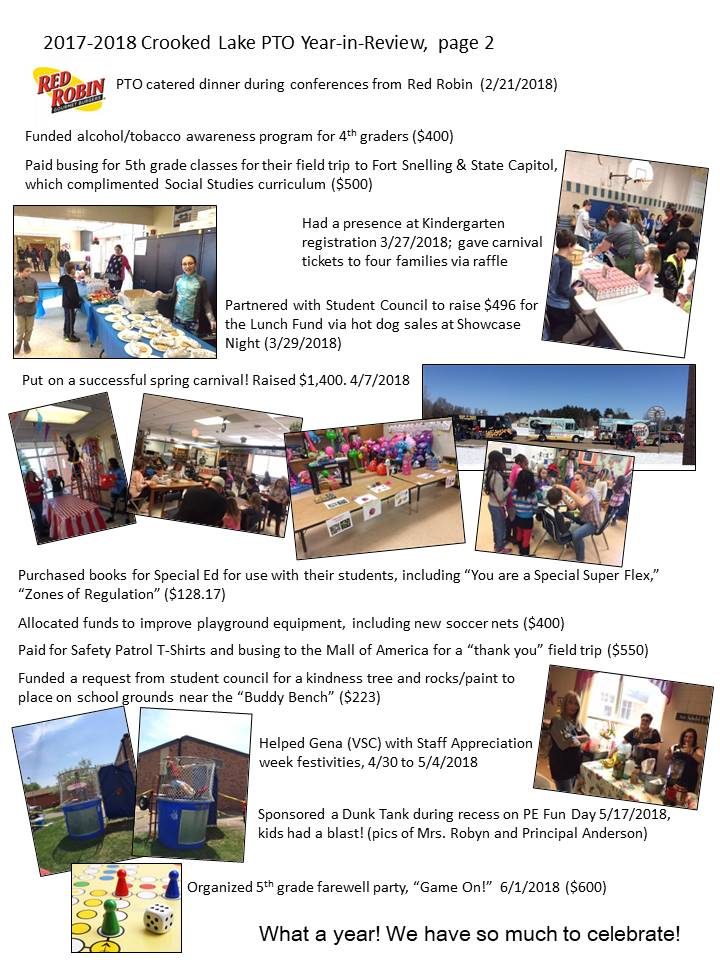 2017-2018 Crooked Lake PTO Year-in-Review, page 2
RED
ROBIN
GOURMET BURGERS
PTO catered dinner during conferences from Red Robin (2/21/2018)
Funded alcohol/tobacco awareness program for 4th graders ($400)
Paid busing for 5th grade classes for their field trip to Fort Snelling & State Capitol,
which complimented Social Studies curriculum ($500)
Had a presence at Kindergarten
registration 3/27/2018; gave carnival
tickets to four families via raffle
Partnered with Student Council to raise $496 for
the Lunch Fund via hot dog sales at Showcase
Night (3/29/2018)
Put on a successful spring carnival! Raised $1,400. 4/7/2018
Purchased books for Special Ed for use with their students, including “You are a Special Super Flex,”
“Zones of Regulation” ($128.17)
Allocated funds to improve playground equipment, including new soccer nets ($400)
Paid for Safety Patrol T-Shirts and busing to the Mall of America for a “thank you” field trip ($550)
Funded a request from student council for a kindness tree and rocks/paint to
place on school grounds near the “Buddy Bench” ($223)
Helped Gena (VSC) with Staff Appreciation
week festivities, 4/30 to 5/4/2018
Sponsored a Dunk Tank during recess on PE Fun Day 5/17/2018,
kids had a blast! (pics of Mrs. Robyn and Principal Anderson)
Organized 5th grade farewell party, “Game On!” 6/1/2018 ($600)
What a year! We have so much to celebrate!